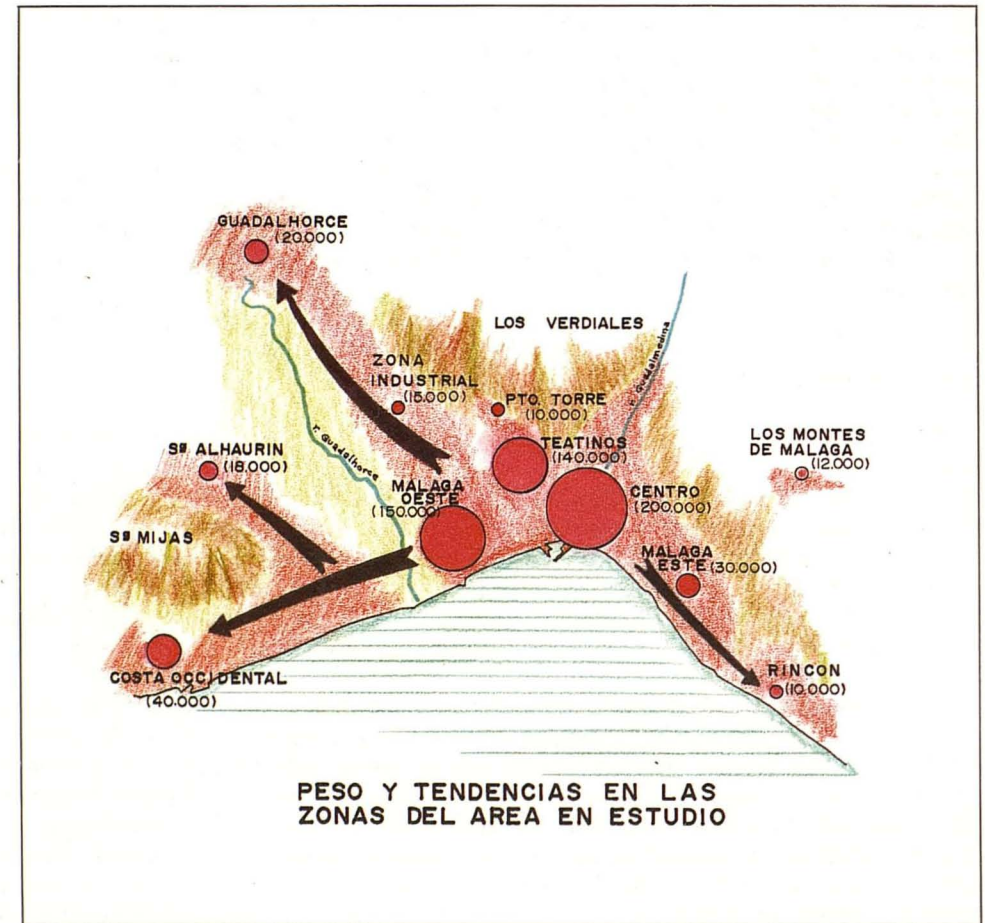 GUADALHORCE
(20.000)
LOS VERDIALES
r. Guadalmedina
ZONA
INDUSTRIAL
(15.000)
PTO. TORRE
(10.000)
TEATINOS
(140.000)
LOS MONTES
DE MALAGA
(12.000)
Sª ALHAURIN
(18.000)
r. Guadalhorce
MALAGA
OESTE
(150.000)
CENTRO
(200.000)
Sª MIJAS
MALAGA
ESTE (30.000)
COSTA OCCIDENTAL
(40.000)
RINCON
(10.000)
PESO Y TENDENCIAS EN LAS
ZONAS DEL AREA EN ESTUDIO